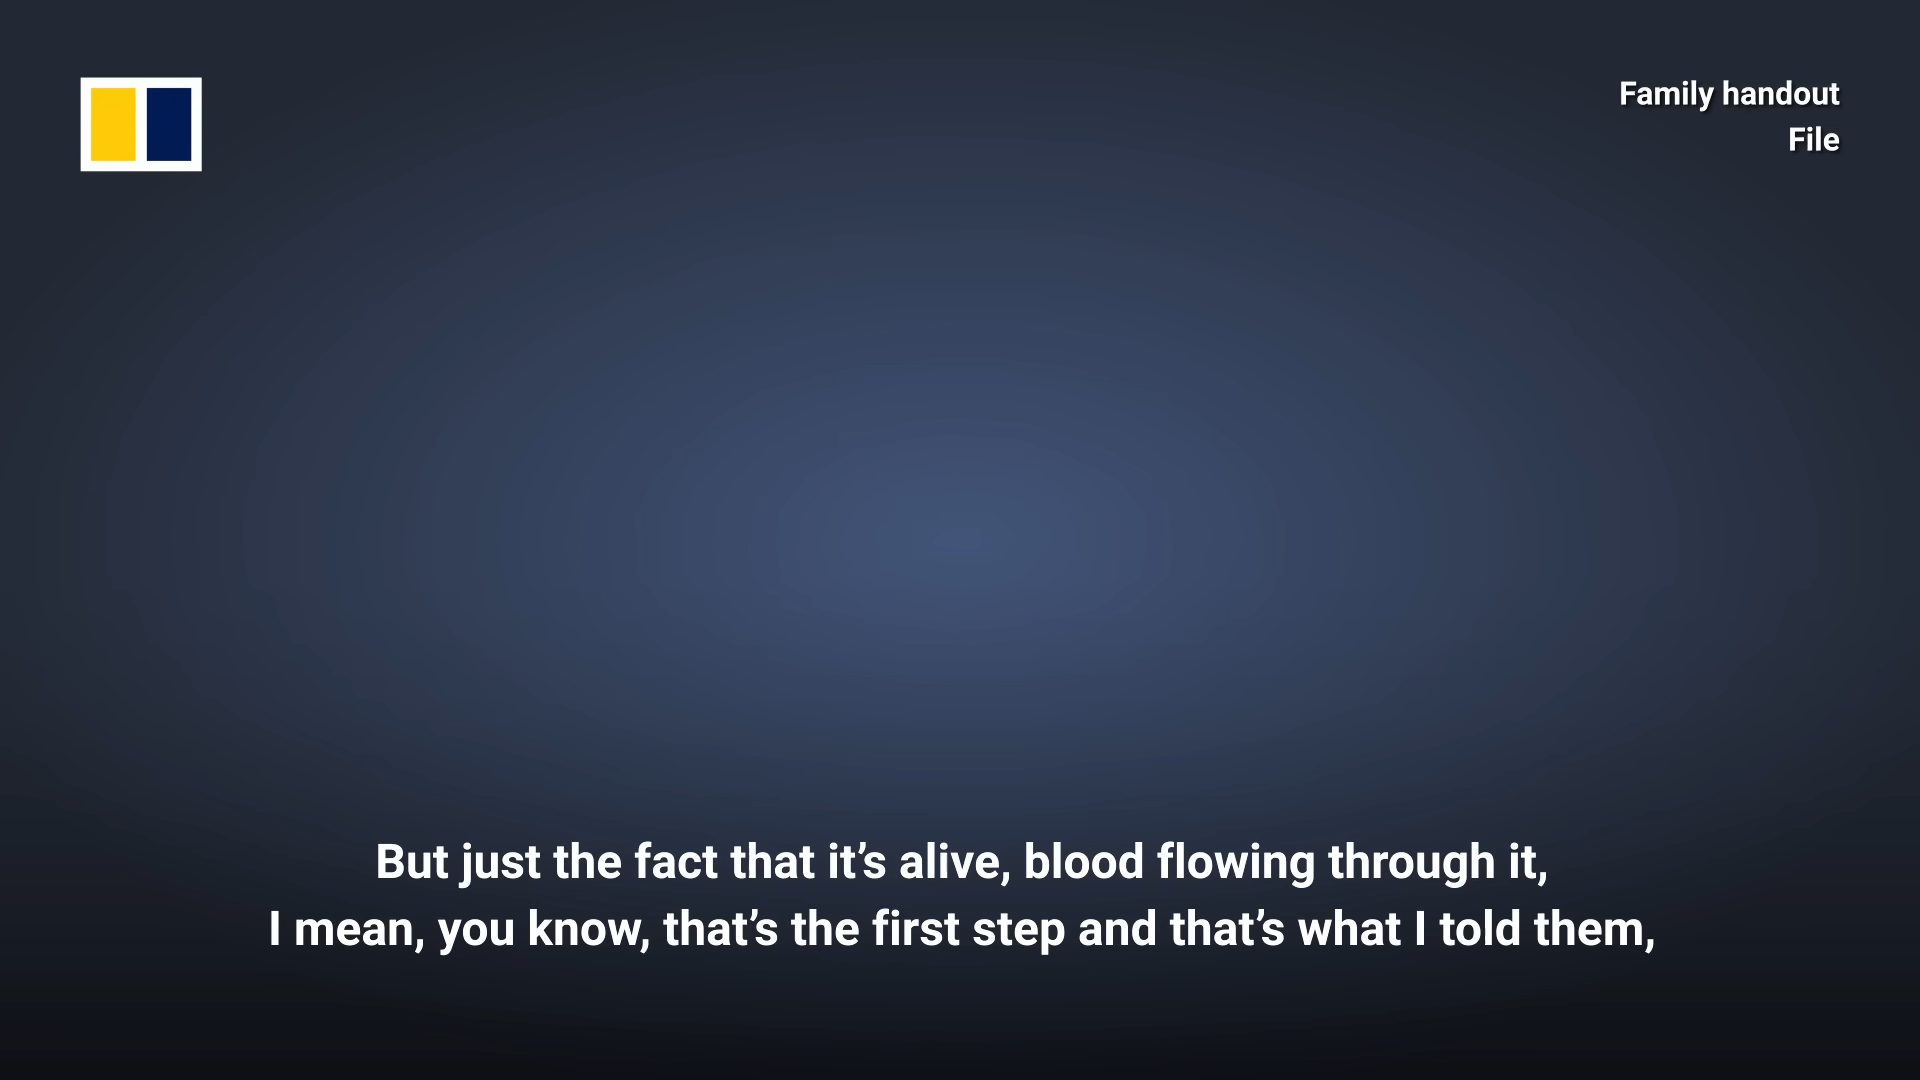 Family handout
File
But just the fact that it’s alive, blood flowing through it,
I mean, you know, that’s the first step and that’s what I told them,